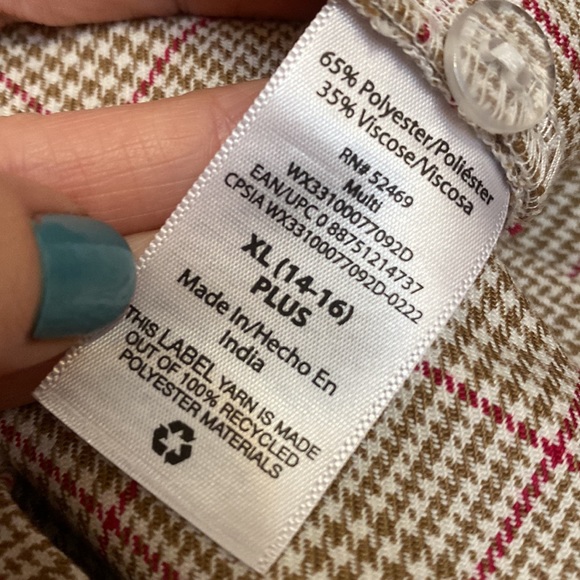 65% Polyester/Poliéster
35% Viscose/Viscosa
RN# 52469
Multi
WX33100077092D
EAN/UPC 0 88751214737
CPSIA WX33100077092D-0222
XL (14-16)
PLUS
Made In/Hecho En
India
THIS LABEL YARN IS MADE
OUT OF 100% RECYCLED
POLYESTER MATERIALS